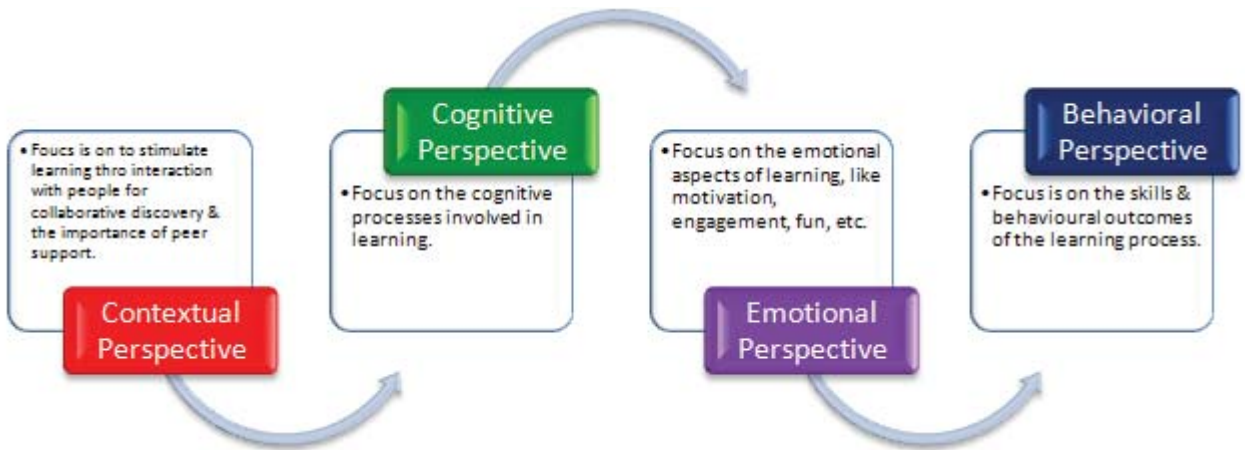 • Foucs is on to stimulate
learning thro interaction
with people for
collaborative discovery &
the importance of peer
support.
Contextual
Perspective
Cognitive
Perspective
• Focus on the cognitive
processes involved in
learning.
• Focus on the emotional
aspects of learning, like
motivation,
engagement, fun, etc.
Emotional
Perspective
Behavioral
Perspective
• Focus is on the skills &
behavioural outcomes
of the learning process.